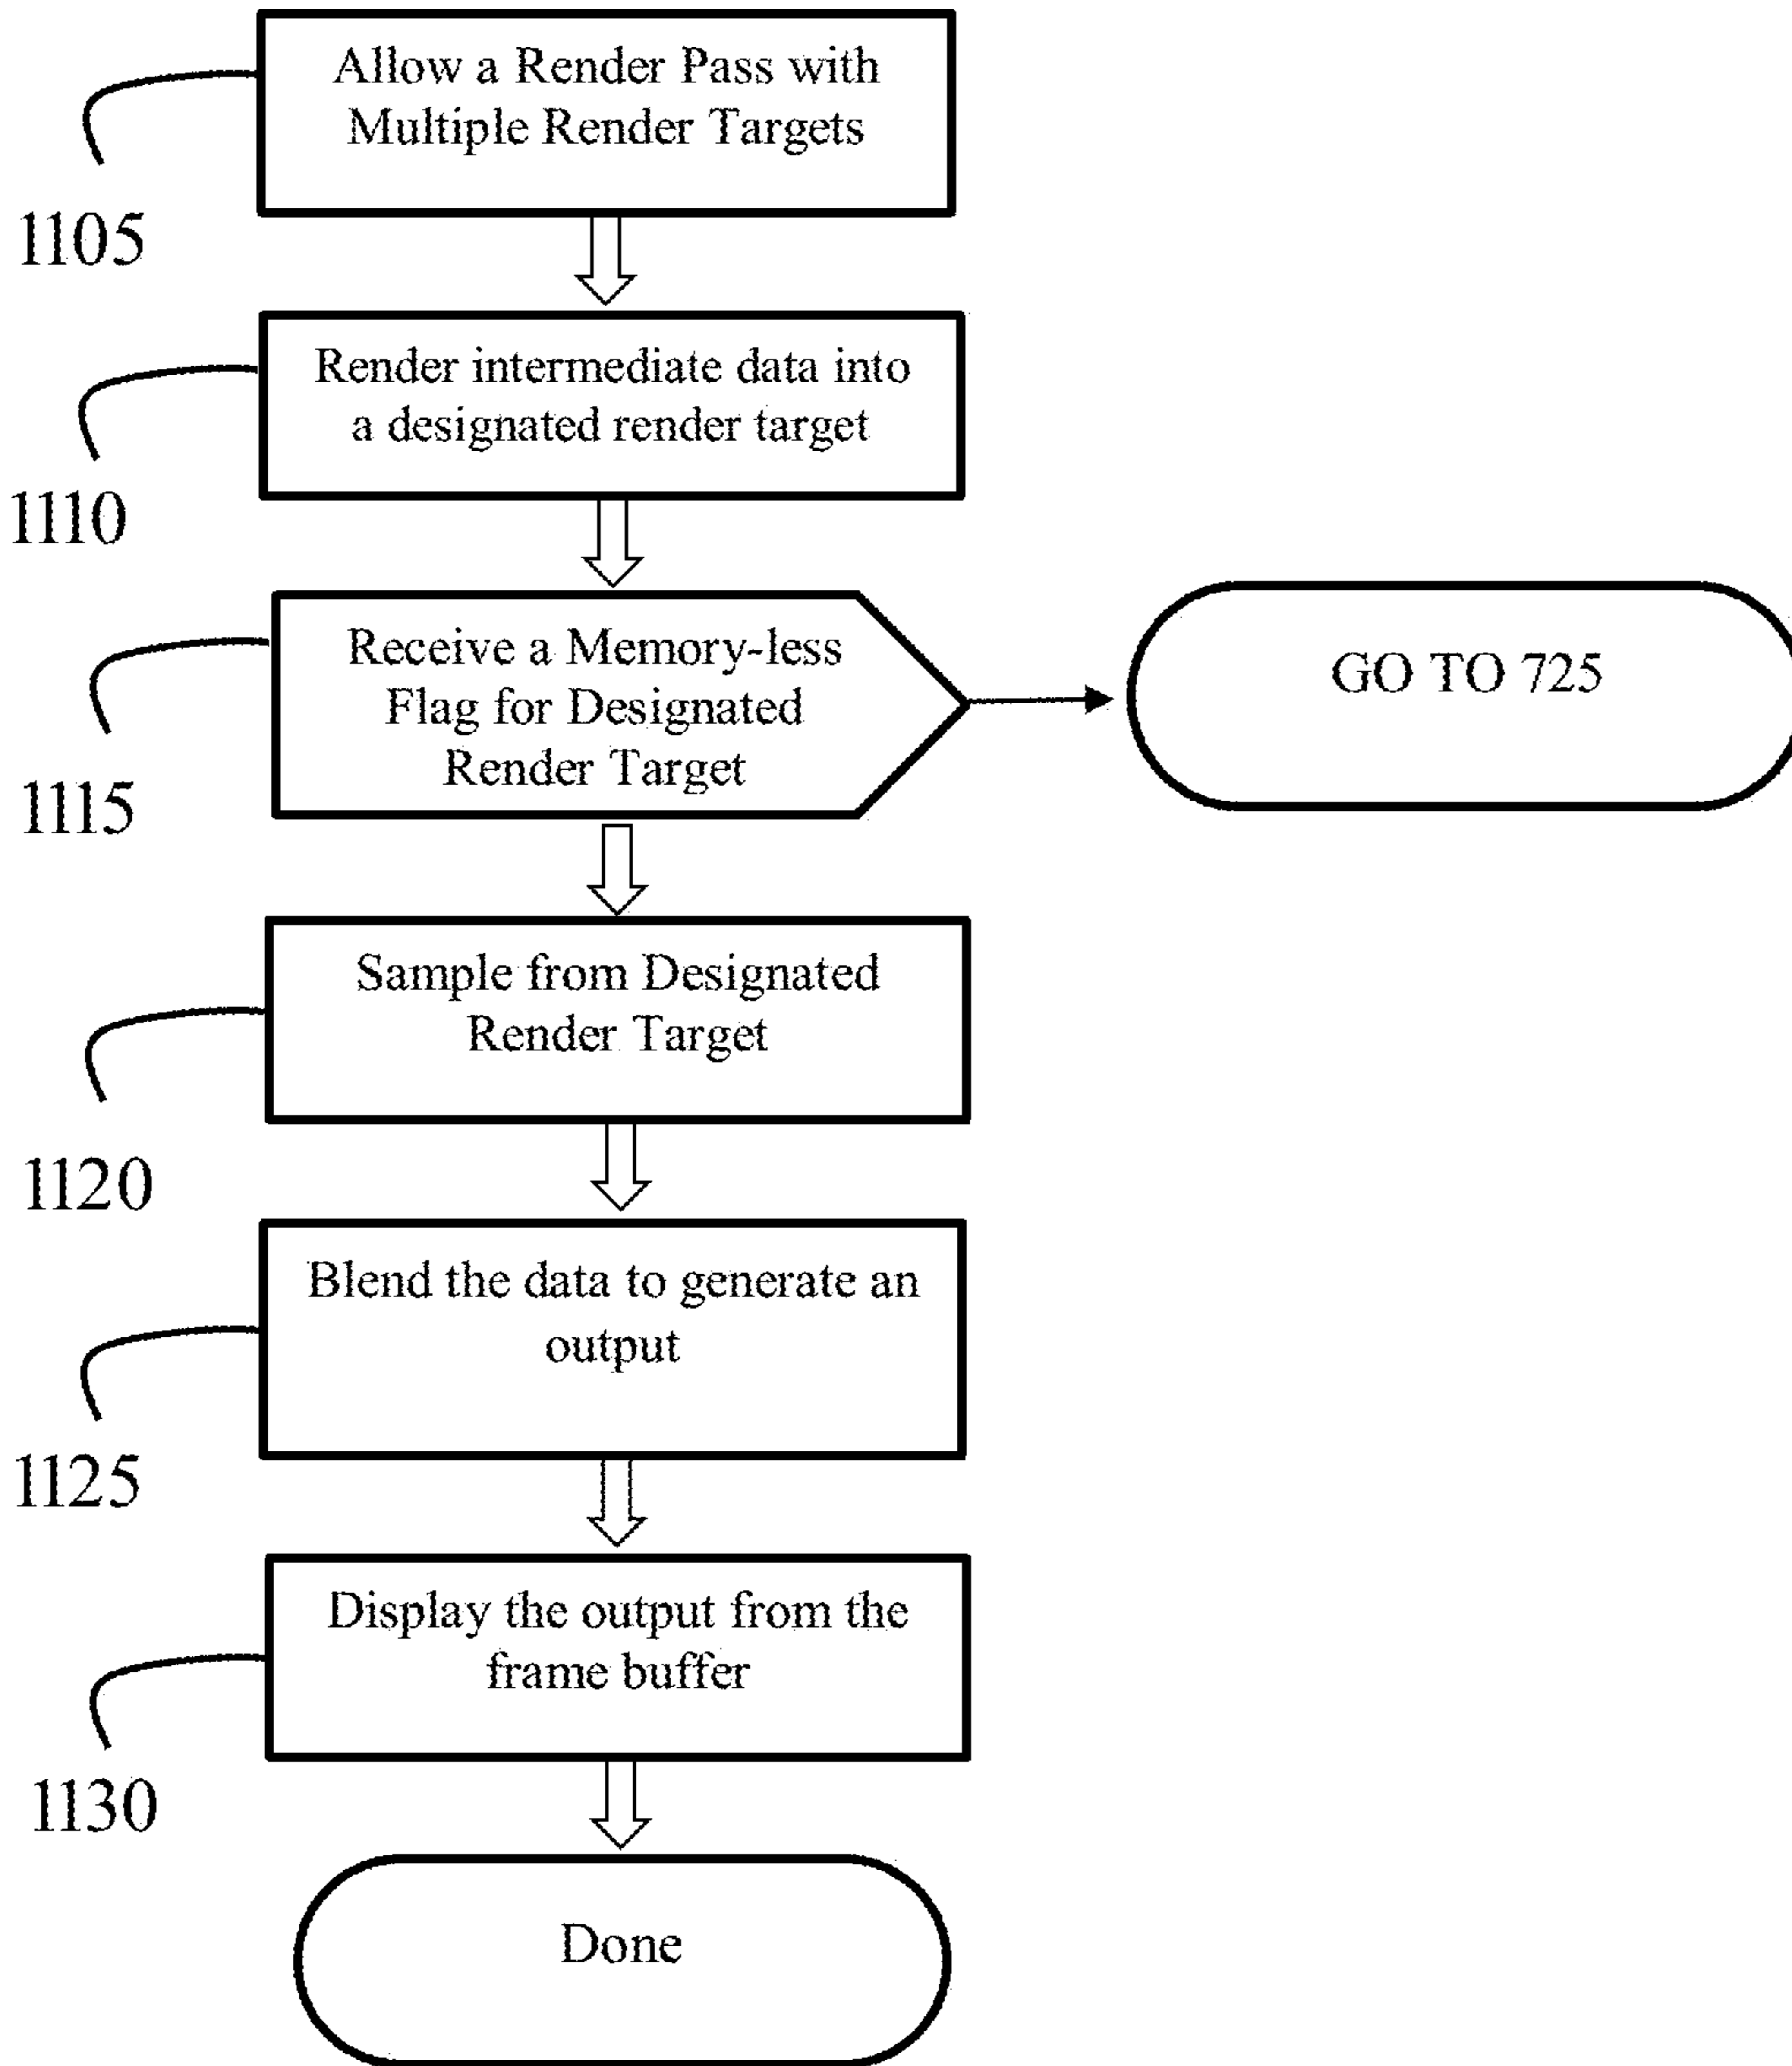 Allow a Render Pass with
Multiple Render Targets
1105
Render intermediate data into
a designated render target
1110
Receive a Memory-less
Flag for Designated
Render Target
GO TO 725
1115
Sample from Designated
Render Target
1120
Blend the data to generate an
output
1125
Display the output from the
frame buffer
1130
Done